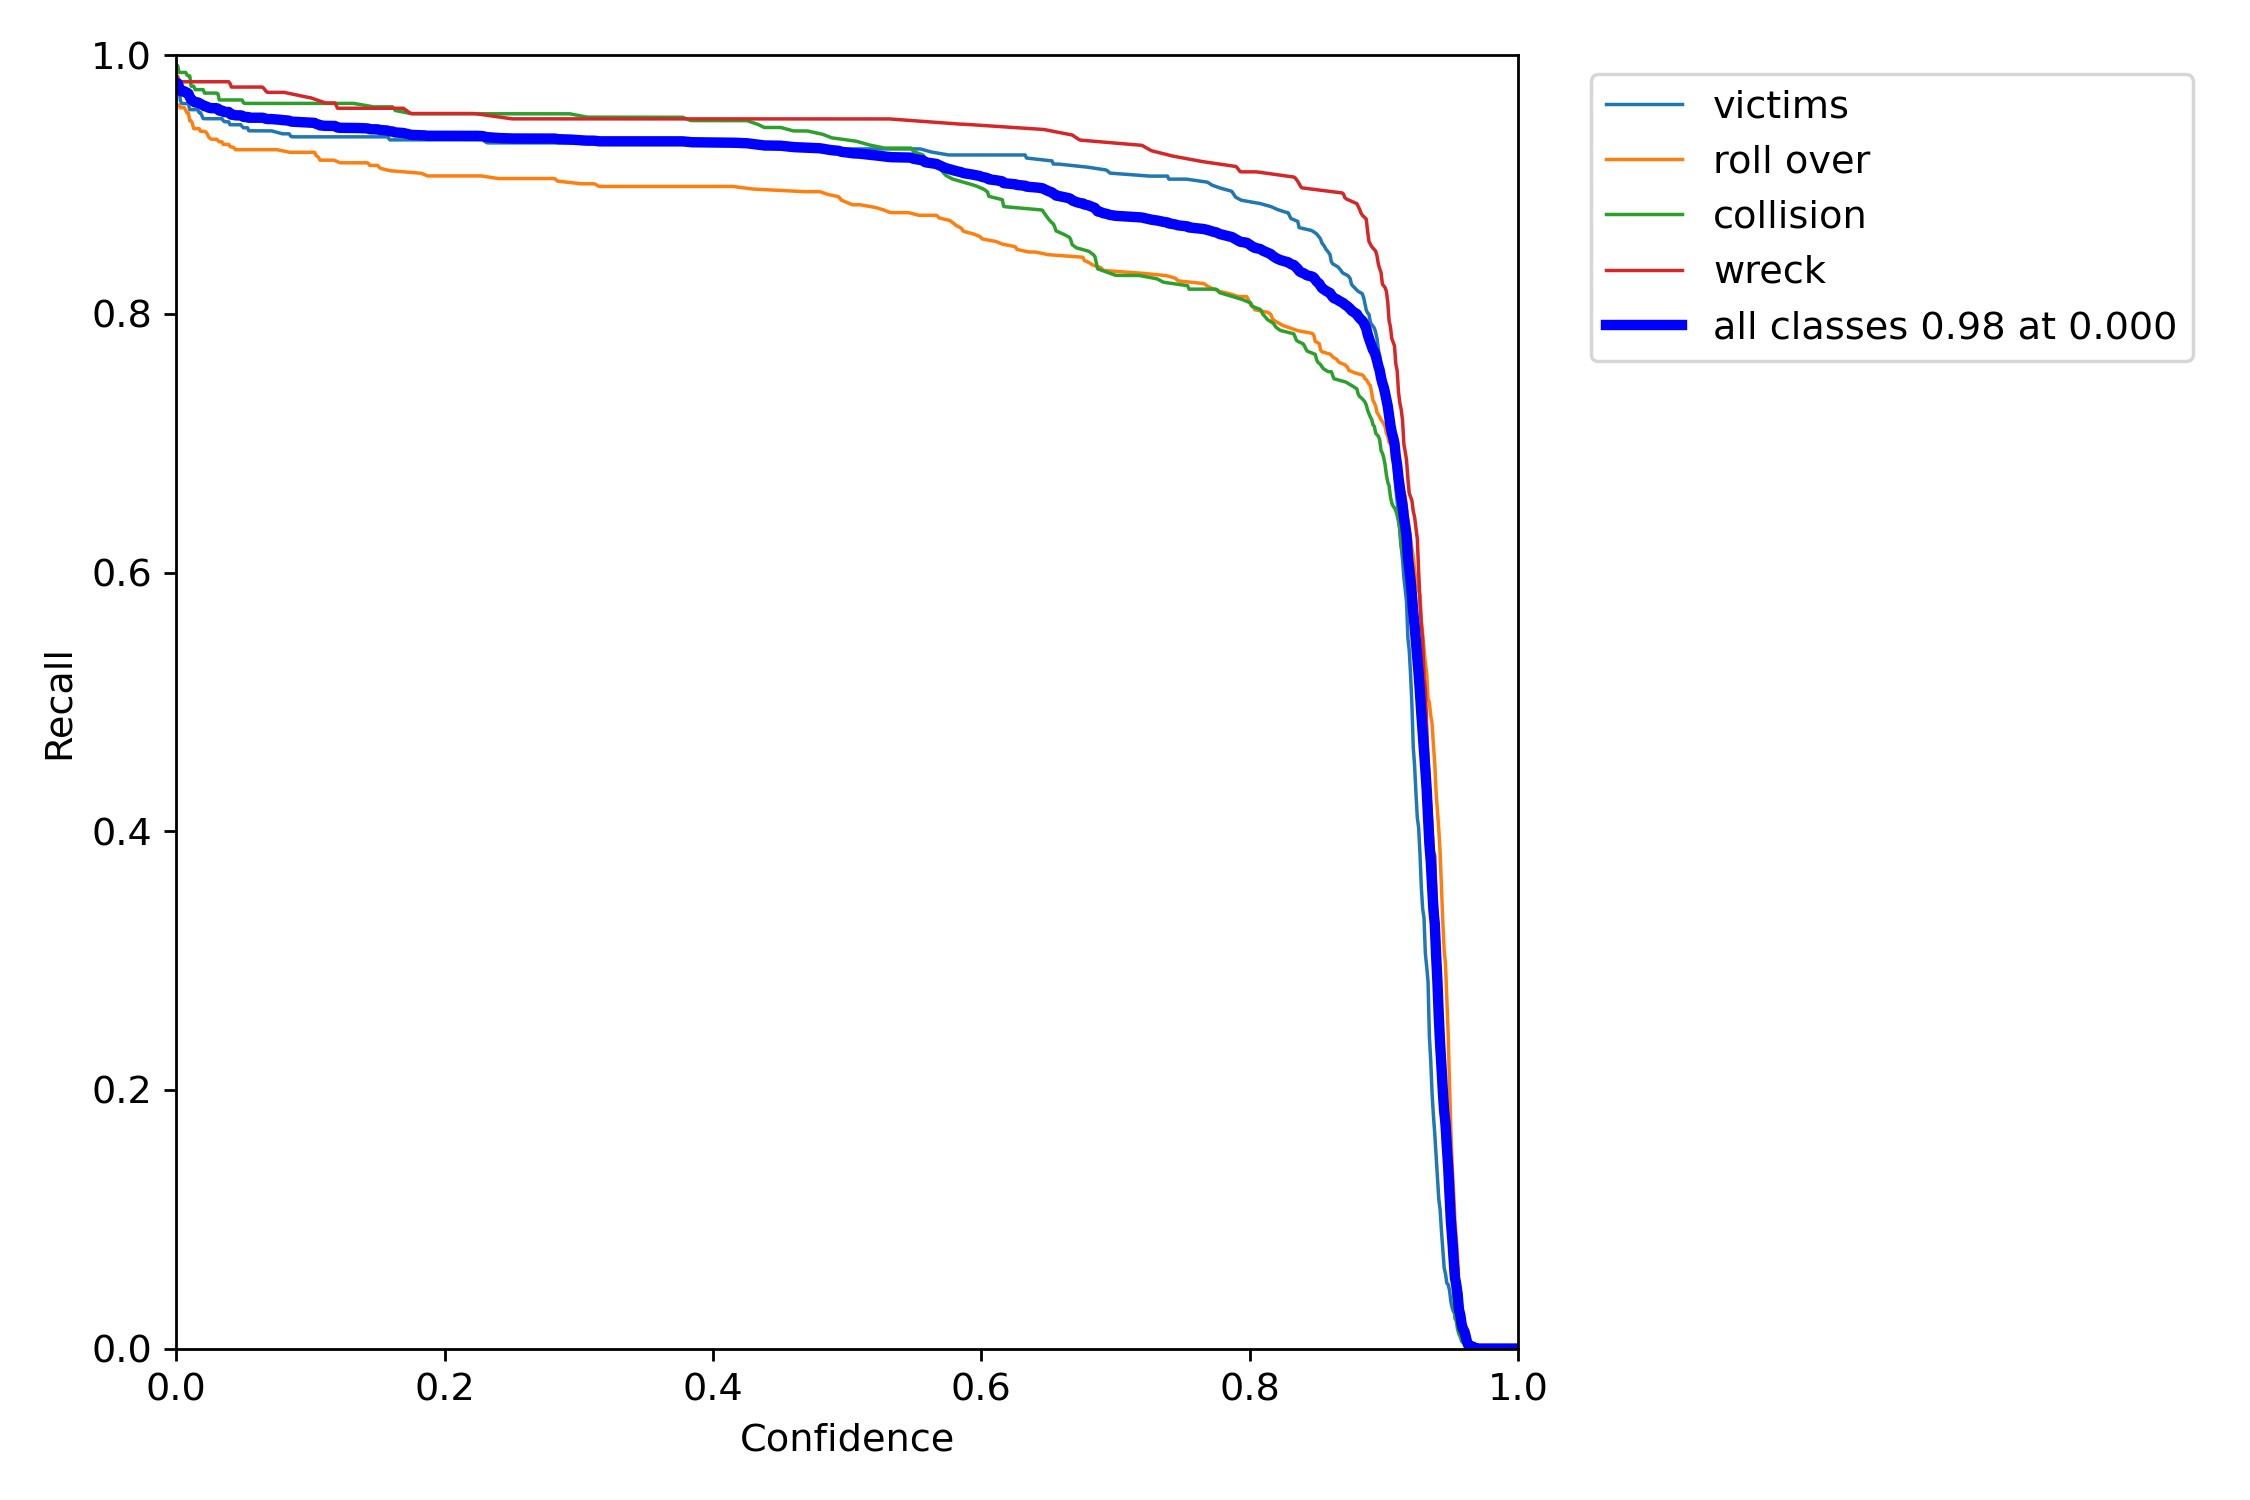 1.0
0.8
0.6
0.4
0.2
0.0
Recall
0.0 0.2 0.4 0.6 0.8 1.0
Confidence
victims
roll over
collision
wreck
all classes 0.98 at 0.000